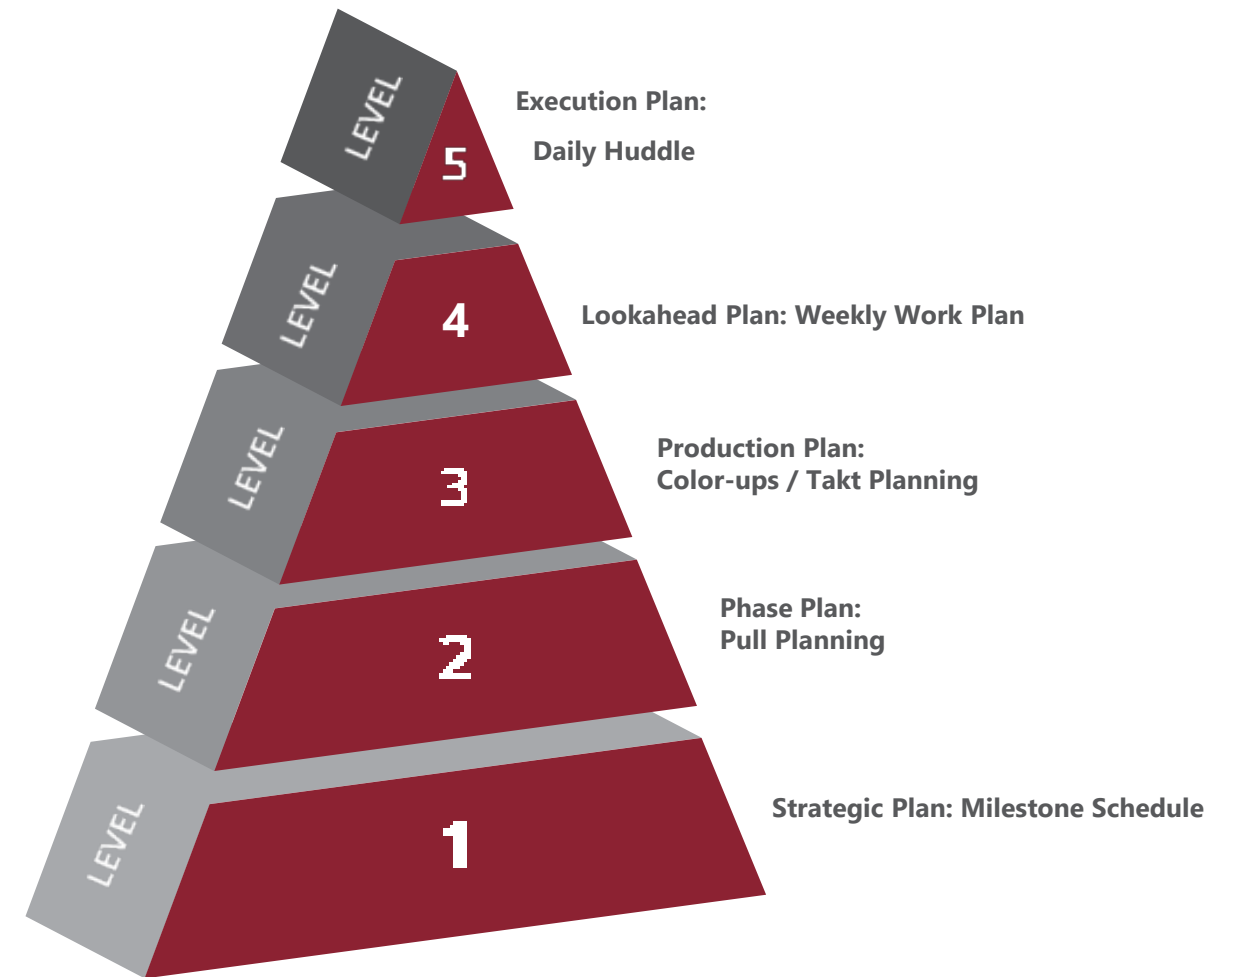 LEVEL
5
Execution Plan:
Daily Huddle
LEVEL
4
Lookahead Plan: Weekly Work Plan
LEVEL
3
Production Plan:
Color-ups / Takt Planning
LEVEL
2
Phase Plan:
Pull Planning
LEVEL
1
Strategic Plan: Milestone Schedule